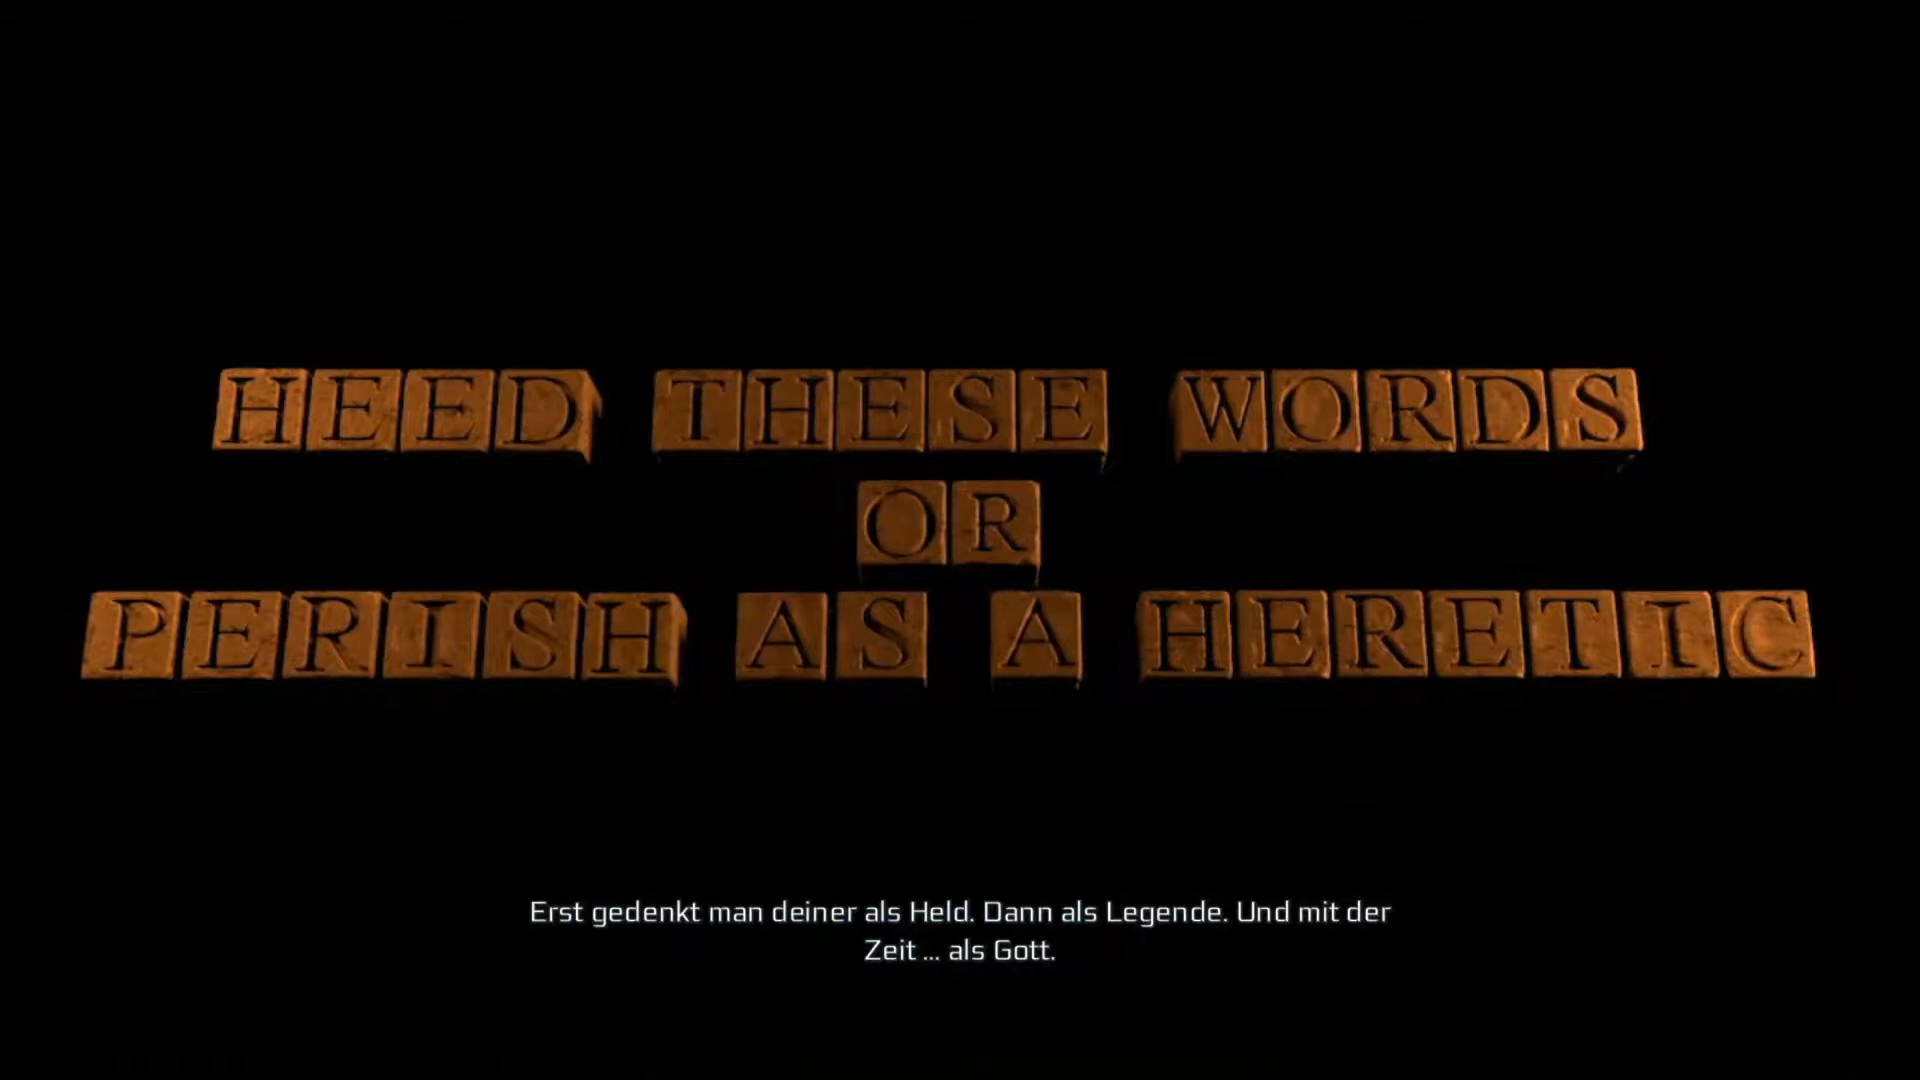 HEED THESE WORDS
OR
PERISH AS A HERETIC
Erst gedenkt man deiner als Held. Dann als Legende. Und mit der
Zeit ... als Gott.